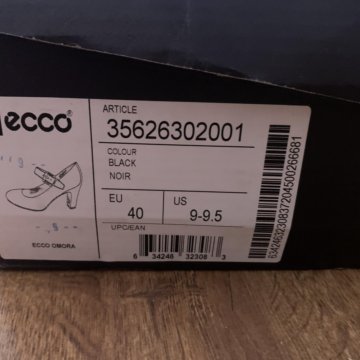 ecco
ARTICLE
35626302001
COLOUR
BLACK
NOIR
EU
40
US
9-9.5
UPC/EAN
6 34246 32308 3
ECCO OMORA
6342463230837204500266681